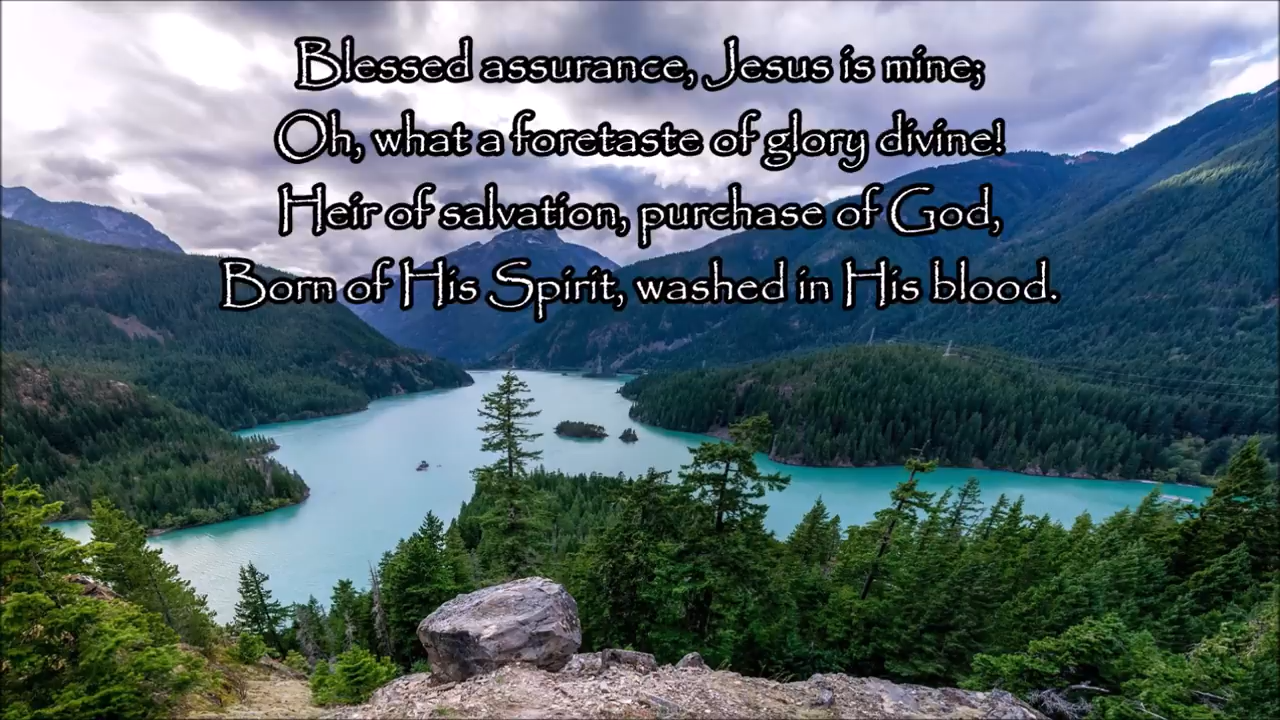 Blessed assurance, Jesus is mine;
Oh, what a foretaste of glory divine!
Heir of salvation, purchase of God,
Born of His Spirit, washed in His blood.